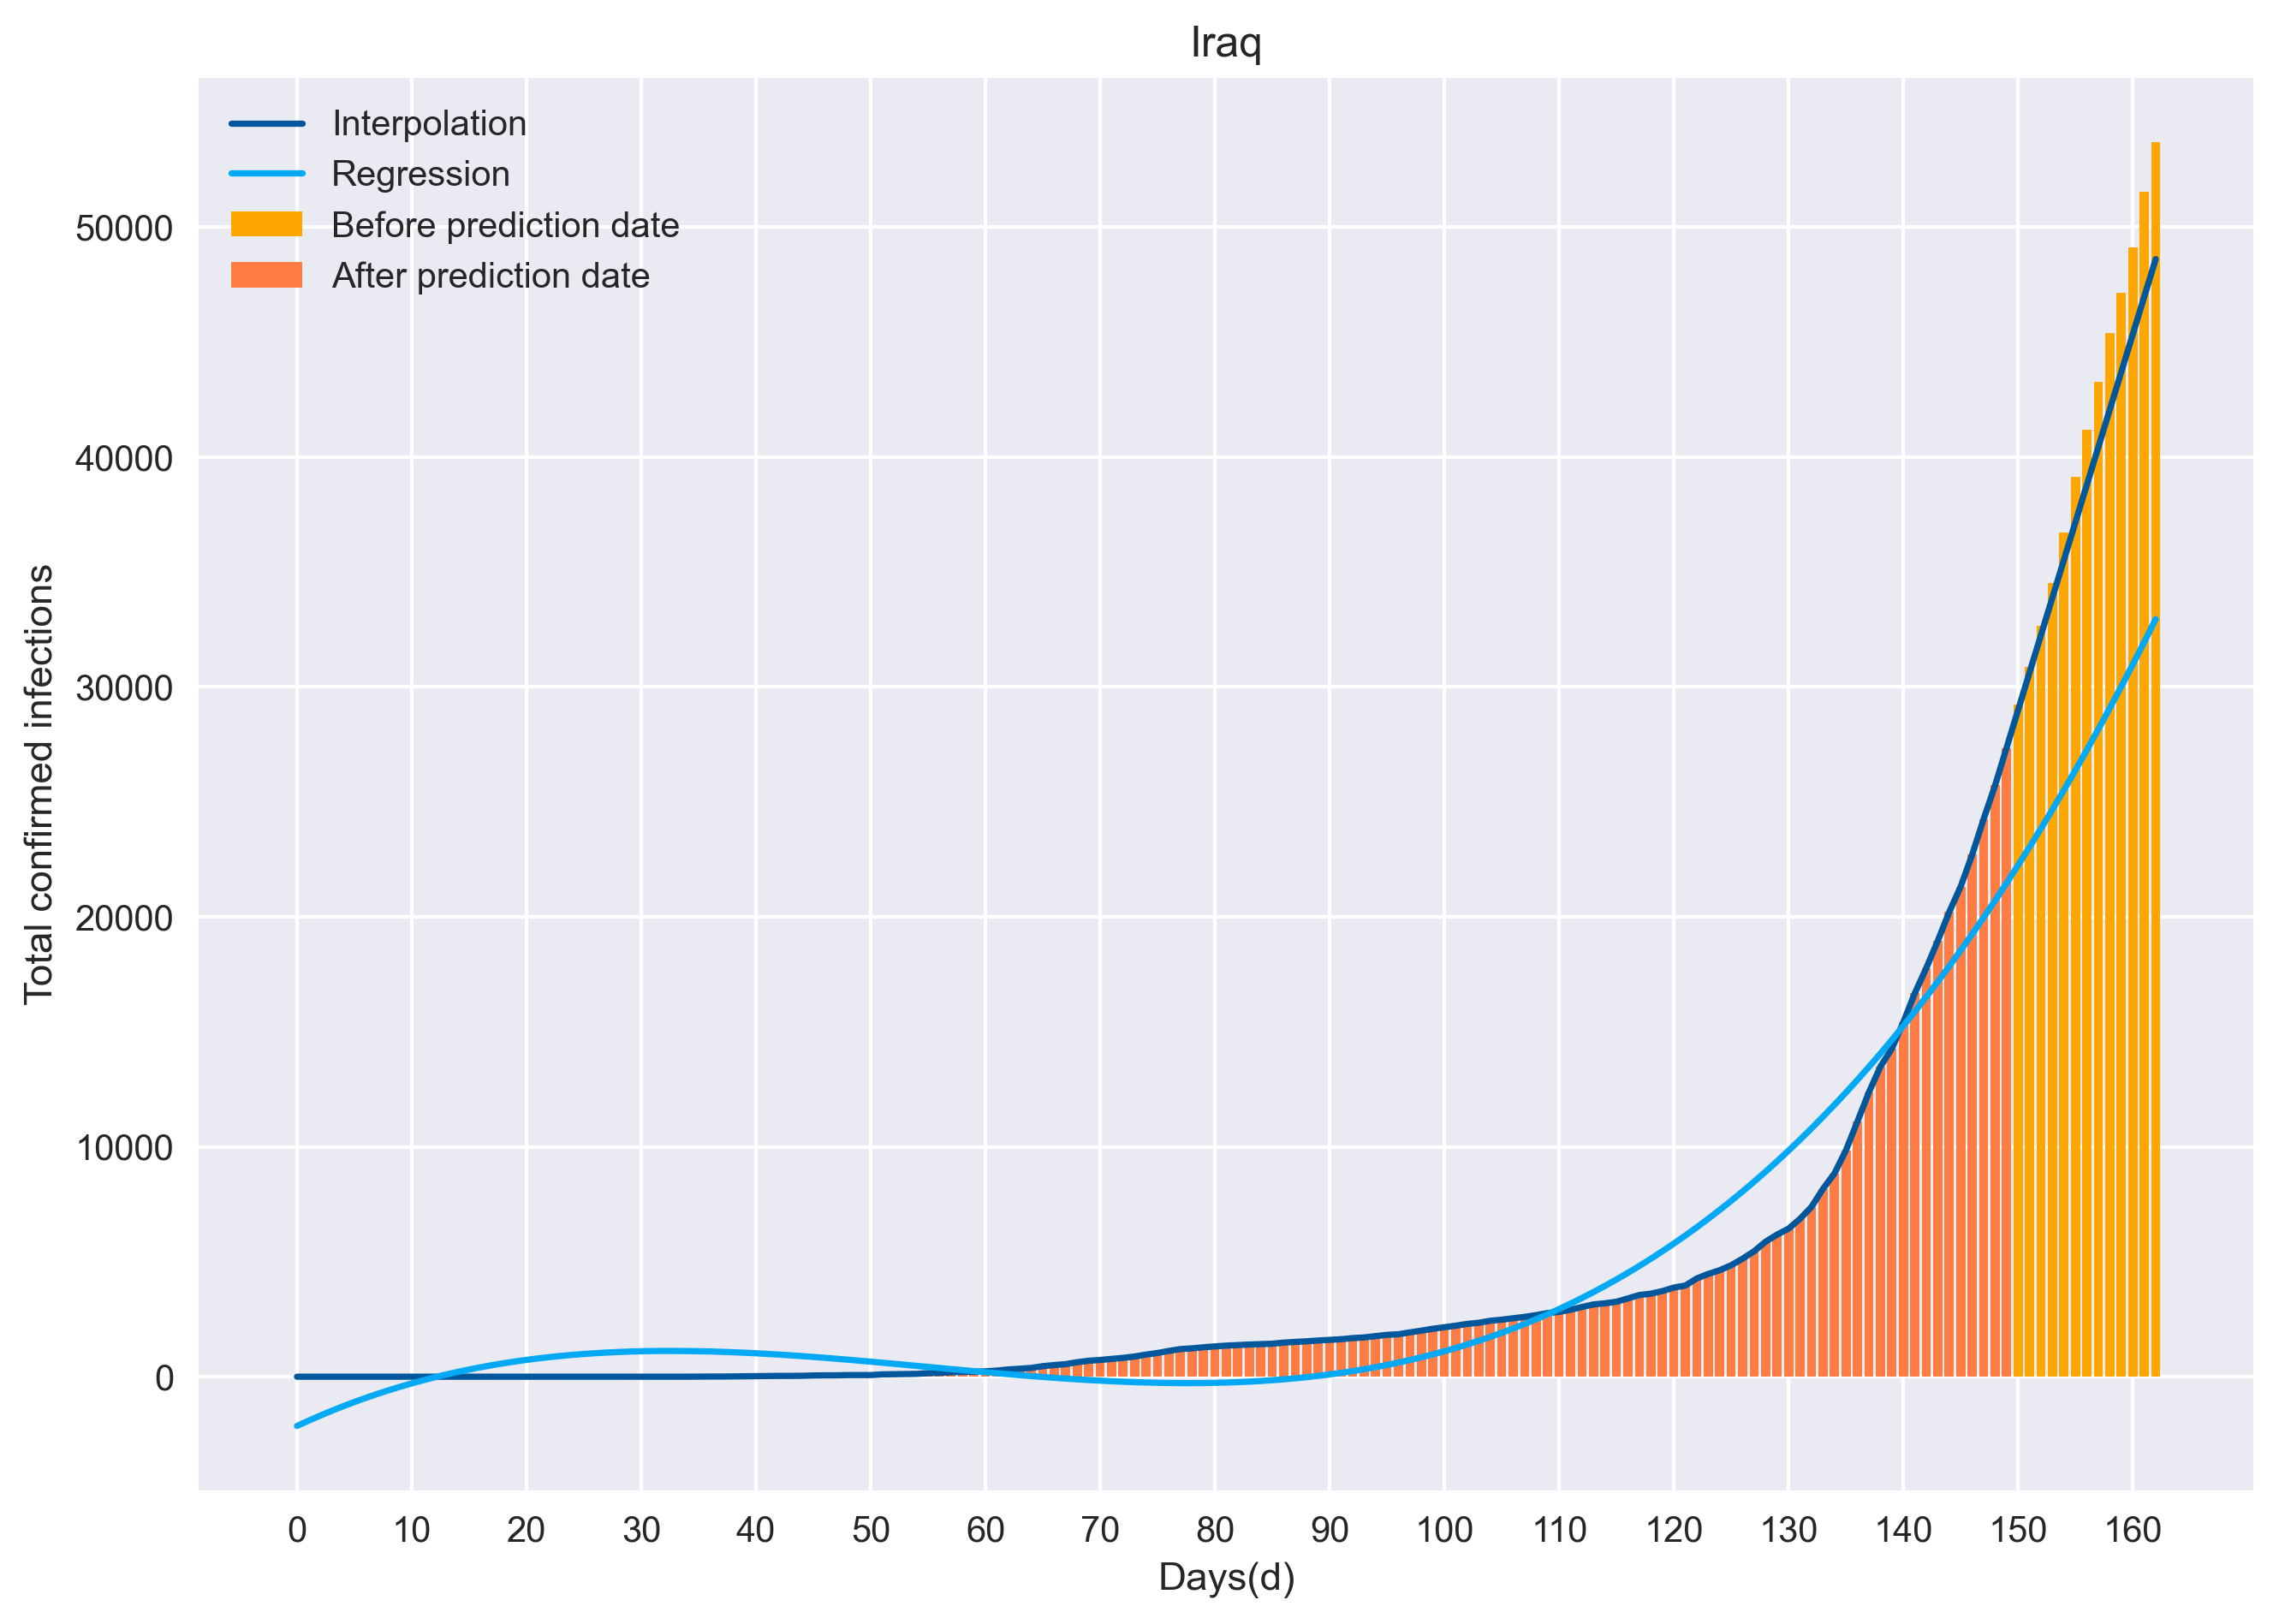 Iraq
Interpolation
Regression
Before prediction date
After prediction date
50000
40000
30000
20000
10000
0
Total confirmed infections
0 10 20 30 40 50 60 70 80 90 100 110 120 130 140 150 160
Days(d)